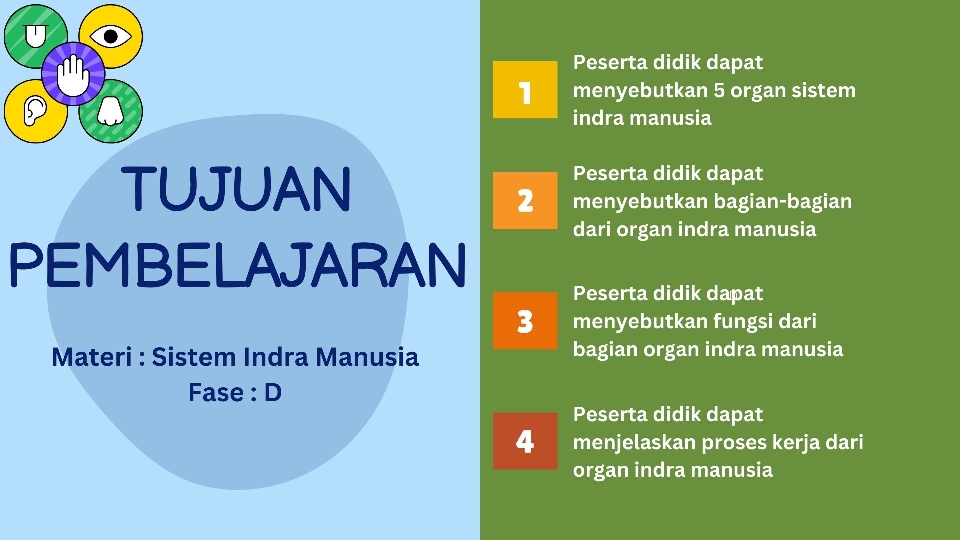 TUJUAN
PEMBELAJARAN
Materi : Sistem Indra Manusia
Fase : D
1
Peserta didik dapat
menyebutkan 5 organ sistem
indra manusia
2
Peserta didik dapat
menyebutkan bagian-bagian
dari organ indra manusia
3
Peserta didik dapat
menyebutkan fungsi dari
bagian organ indra manusia
4
Peserta didik dapat
menjelaskan proses kerja dari
organ indra manusia